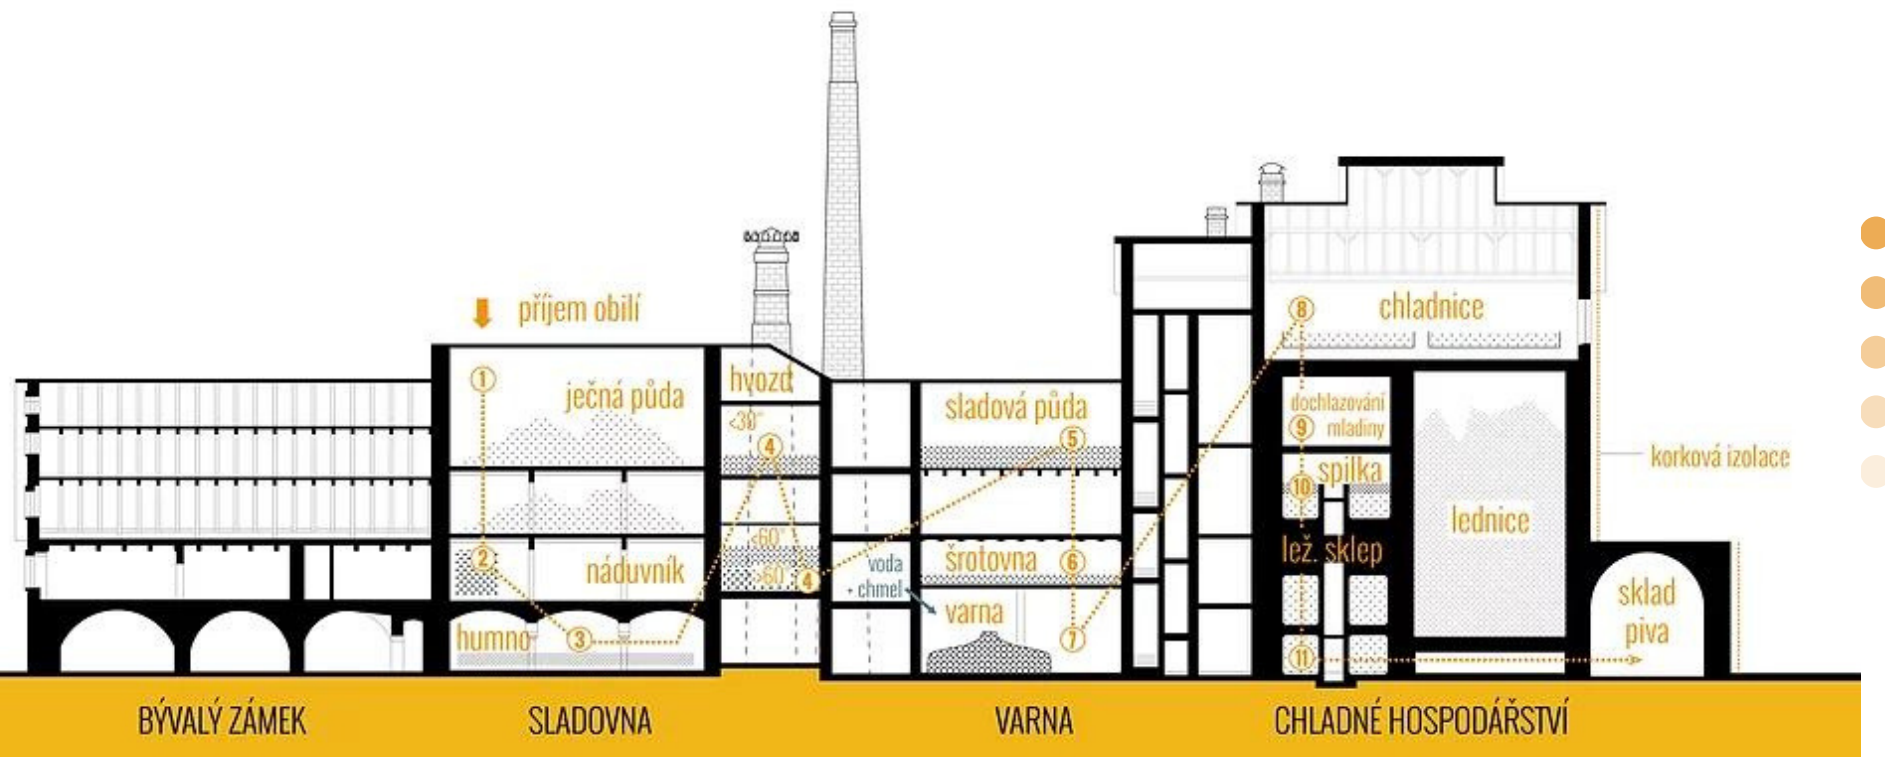 příjem obilí
1
ječná půda
2
náduvník
humno
3
hvozd
<39°
4
<60°
>60°
4
voda
+ chmel
sladová půda
5
šrotovna
6
varna
7
8
chladnice
dochlazování
mladiny
9
spilka
10
lež. sklep
11
lednice
korková izolace
sklad
piva
BÝVALÝ ZÁMEK
SLADOVNA
VARNA
CHLADNÉ HOSPODÁŘSTVÍ